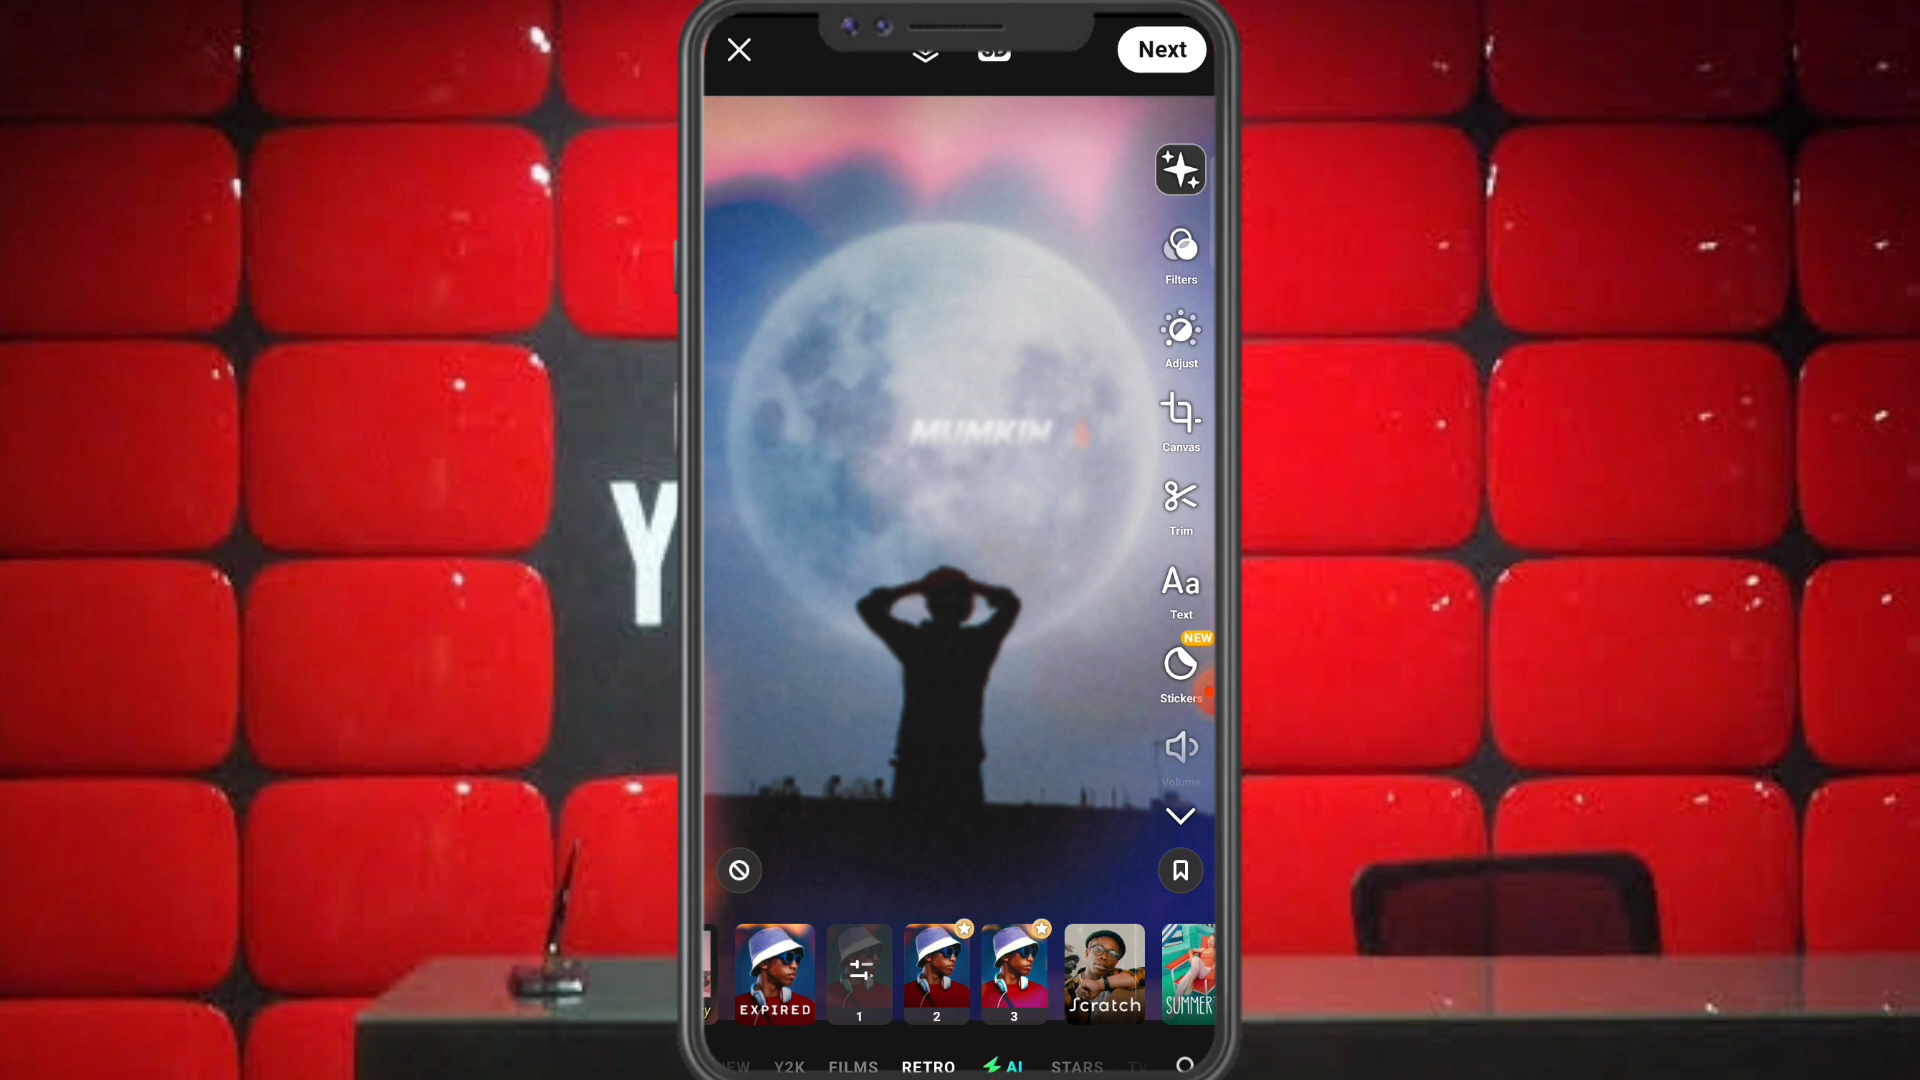 Next
Filters
Adjust
MUMKIN
Canvas
Y
Trim
Aa
Text
NEW
Stickers
Volume
EXPIRED
1
2
3
Scratch
SUMMER
Y2K
FILMS
RETRO
AI
STARS